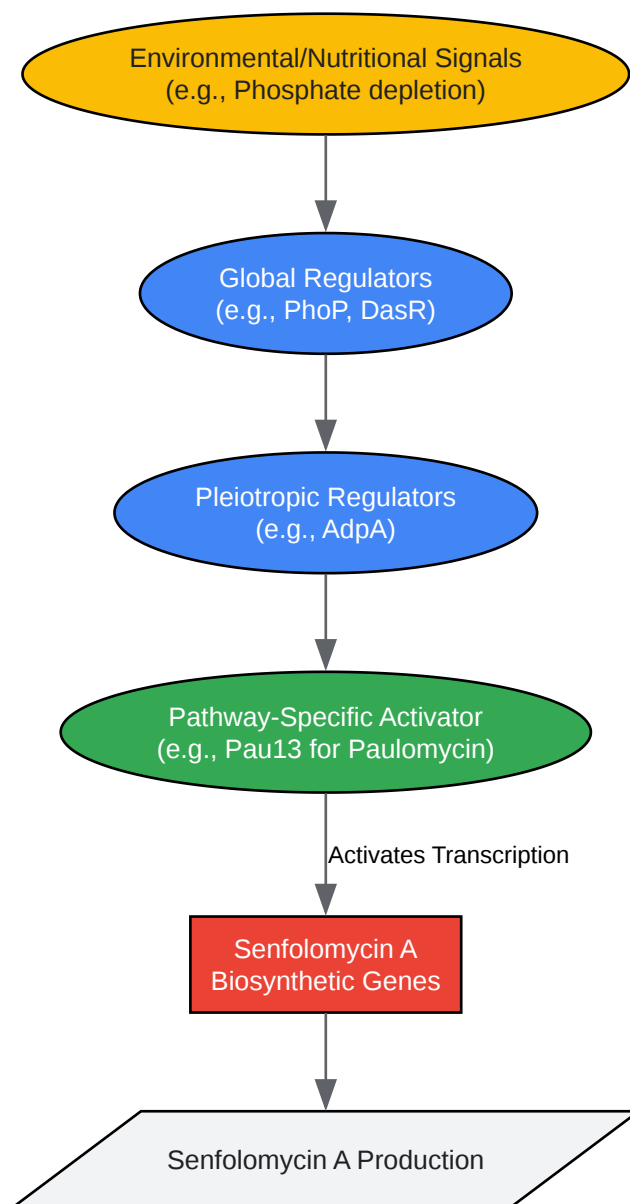 Environmental/Nutritional Signals
(e.g., Phosphate depletion)
Global Regulators
(e.g., PhoP, DasR)
Pleiotropic Regulators
(e.g., AdpA)
Pathway-Specific Activator
(e.g., Pau13 for Paulomycin)
Activates Transcription
Senfolomycin A
Biosynthetic Genes
Senfolomycin A Production